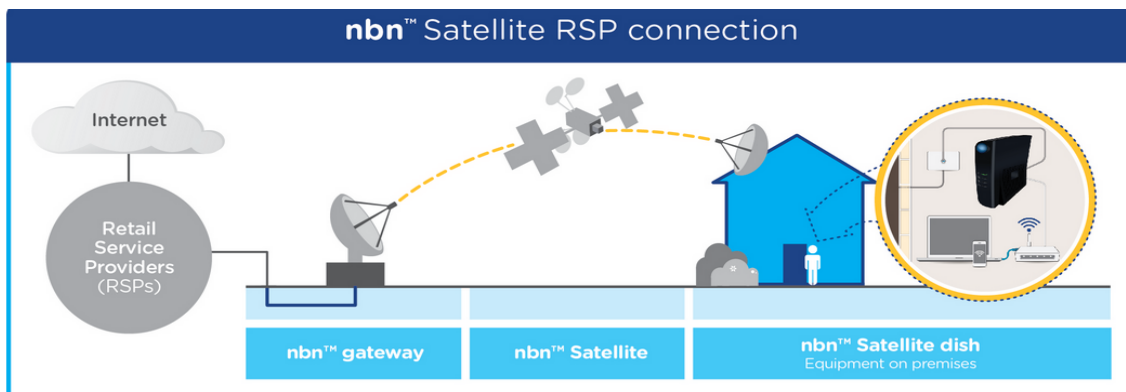 nbn™ Satellite RSP connection
Internet
Retail
Service
Providers
(RSPs)
nbn™ gateway
nbn™ Satellite
nbn™ Satellite dish
Equipment on premises